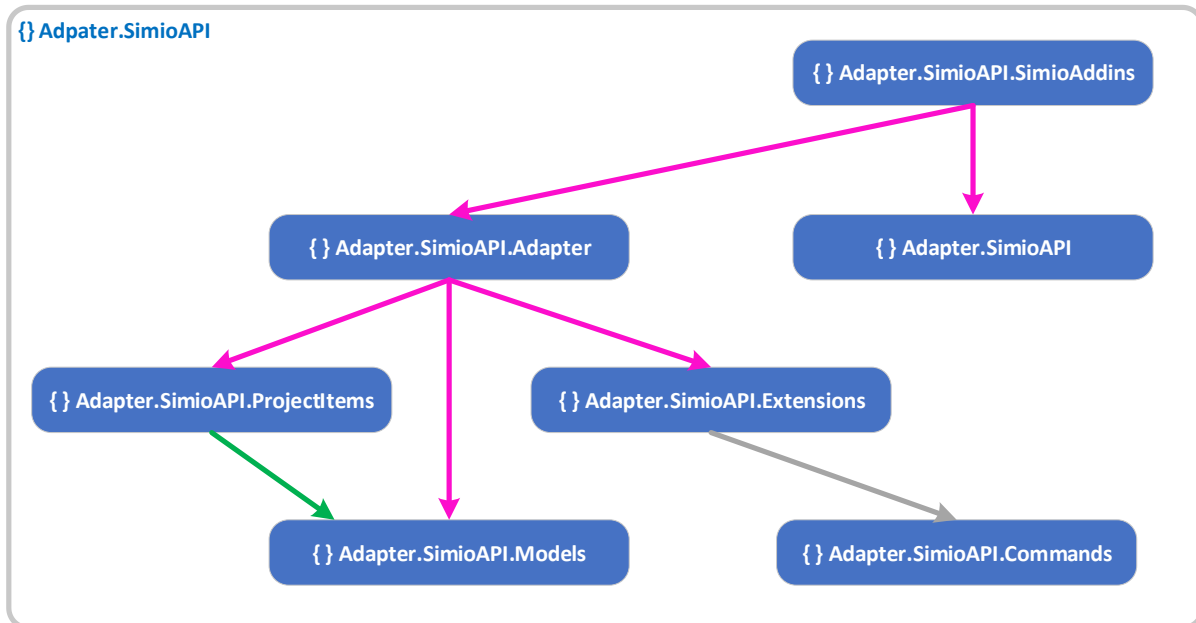 {} Adpater.SimioAPI
{ } Adapter.SimioAPI.SimioAddins
{ } Adapter.SimioAPI.Adapter
{ } Adapter.SimioAPI
{ } Adapter.SimioAPI.ProjectItems
{ } Adapter.SimioAPI.Extensions
{ } Adapter.SimioAPI.Models
{ } Adapter.SimioAPI.Commands